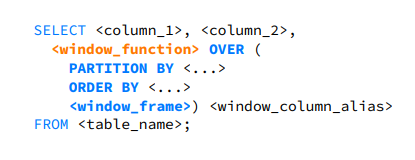 SELECT <column_1>, <column_2>,
<window_function> OVER (
PARTITION BY <...>
ORDER BY <...>
<window_frame>) <window_column_alias>
FROM <table_name>;